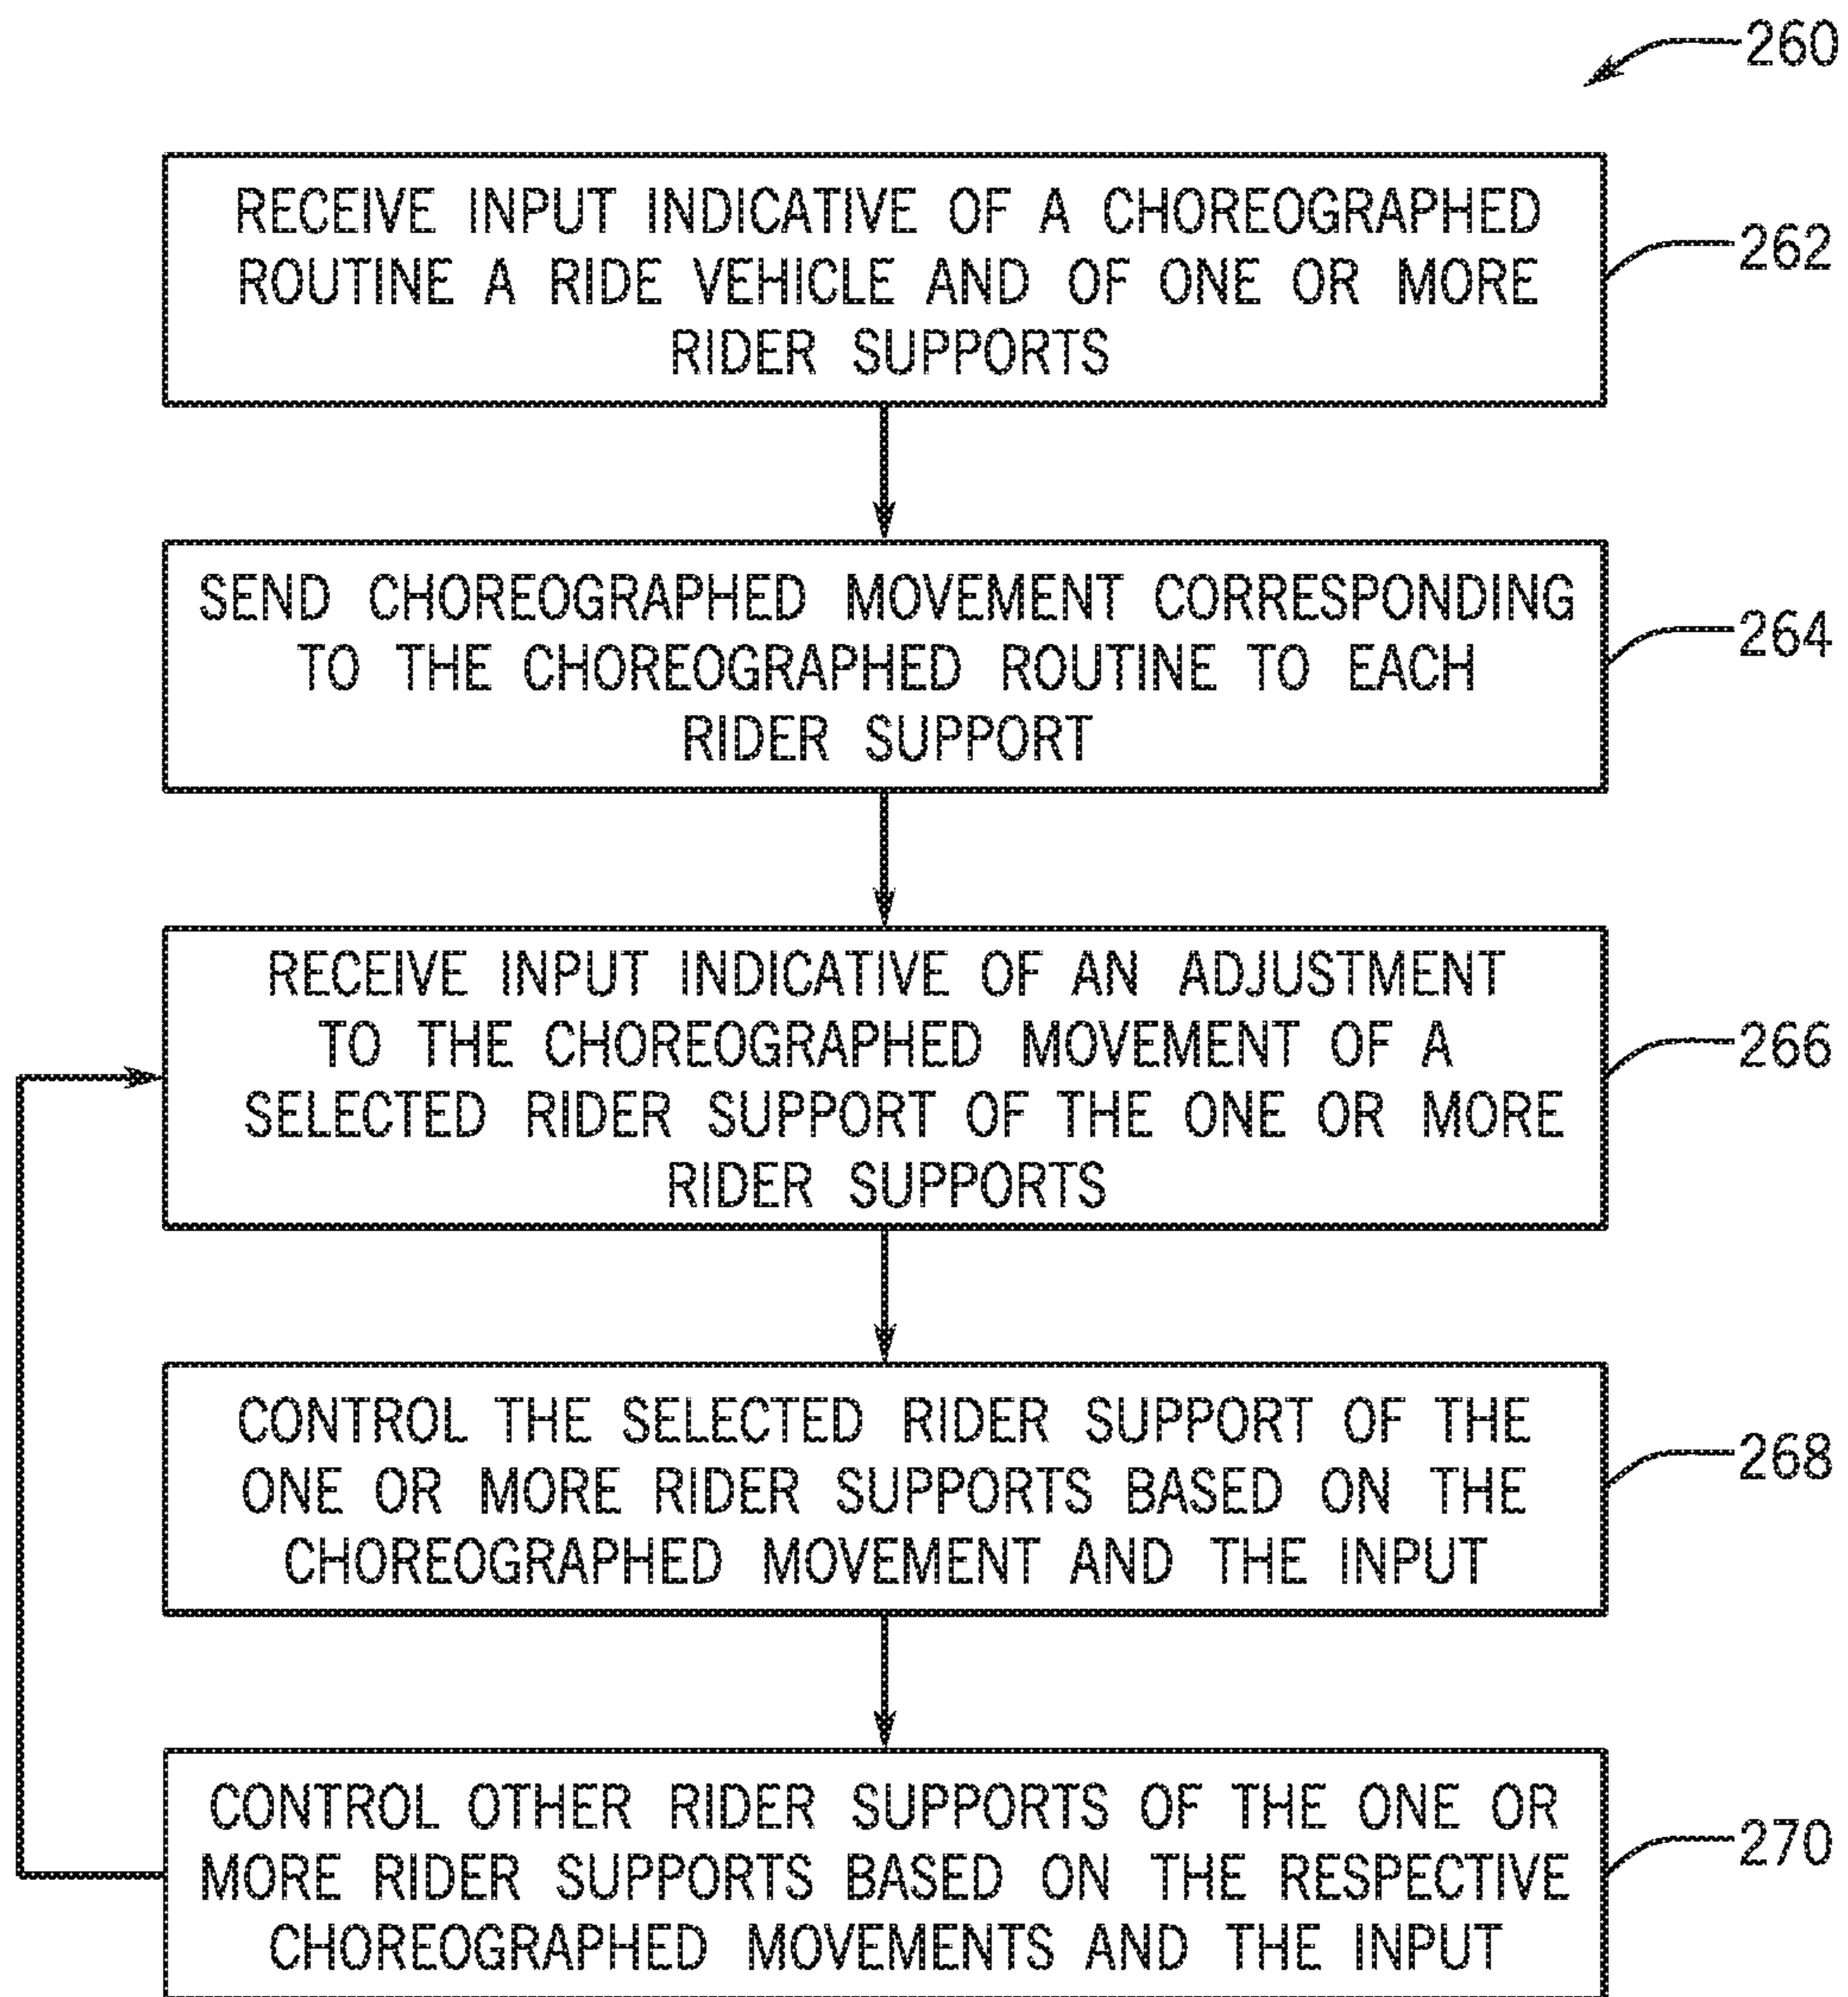 260
RECEIVE INPUT INDICATIVE OF A CHOREOGRAPHED
ROUTINE A RIDE VEHICLE AND OF ONE OR MORE
RIDER SUPPORTS
262
SEND CHOREOGRAPHED MOVEMENT CORRESPONDING
TO THE CHOREOGRAPHED ROUTINE TO EACH
RIDER SUPPORT
264
RECEIVE INPUT INDICATIVE OF AN ADJUSTMENT
TO THE CHOREOGRAPHED MOVEMENT OF A
SELECTED RIDER SUPPORT OF THE ONE OR MORE
RIDER SUPPORTS
266
CONTROL THE SELECTED RIDER SUPPORT OF THE
ONE OR MORE RIDER SUPPORTS BASED ON THE
CHOREOGRAPHED MOVEMENT AND THE INPUT
268
CONTROL OTHER RIDER SUPPORTS OF THE ONE OR
MORE RIDER SUPPORTS BASED ON THE RESPECTIVE
CHOREOGRAPHED MOVEMENTS AND THE INPUT
270